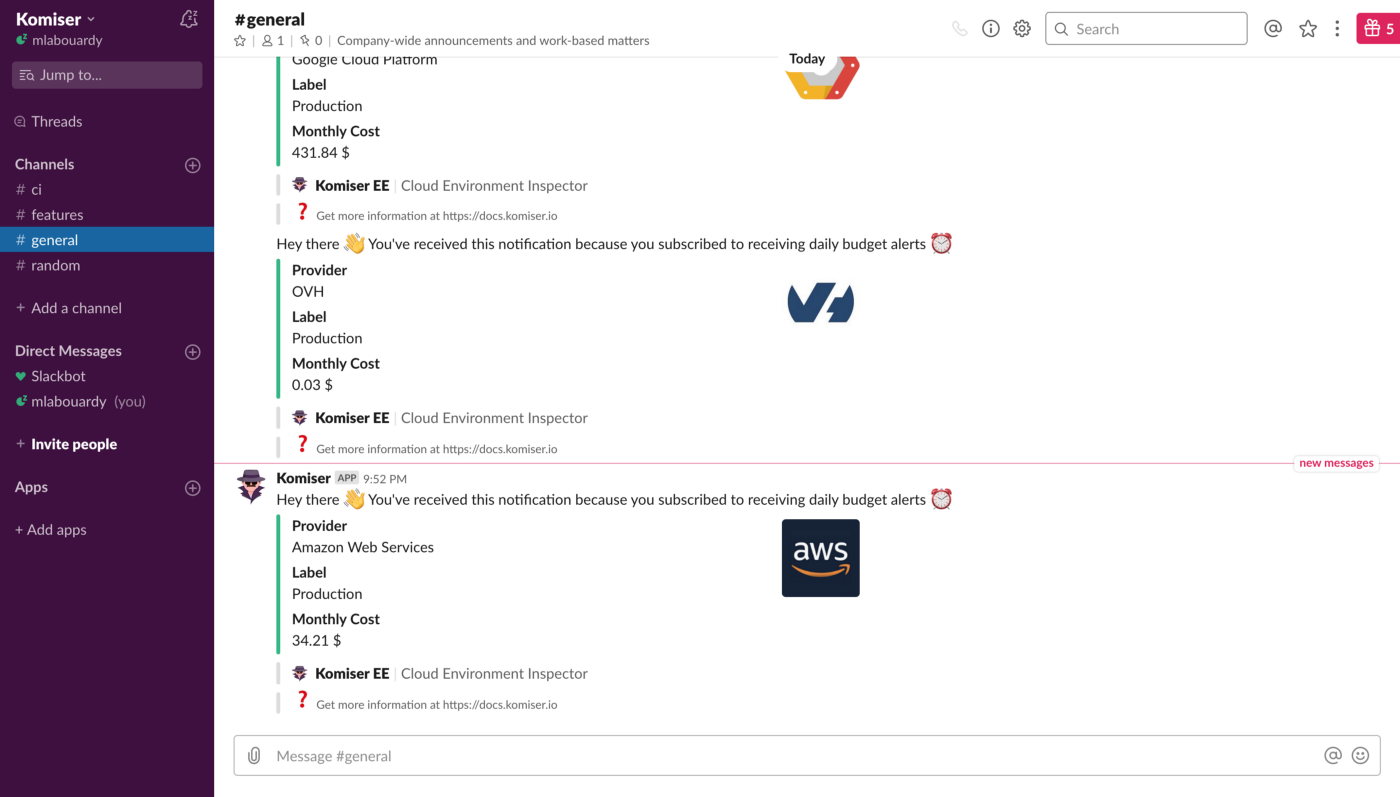 Komiser
mlabouardy
Jump to...
Threads
Channels
# ci
# features
# general
# random
+ Add a channel
Direct Messages
Slackbot
mlabouardy (you)
+ Invite people
Apps
+ Add apps
#general
1 | 0 | Company-wide announcements and work-based matters
Search
5
Today
Google Cloud Platform
Label
Production
Monthly Cost
431.84 $
Komiser EE | Cloud Environment Inspector
❓ Get more information at https://docs.komiser.io
Hey there 👋 You've received this notification because you subscribed to receiving daily budget alerts ⏰
Provider
OVH
Label
Production
Monthly Cost
0.03 $
Komiser EE | Cloud Environment Inspector
❓ Get more information at https://docs.komiser.io
new messages
Komiser APP 9:52 PM
Hey there 👋 You've received this notification because you subscribed to receiving daily budget alerts ⏰
Provider
Amazon Web Services
aws
Label
Production
Monthly Cost
34.21 $
Komiser EE | Cloud Environment Inspector
❓ Get more information at https://docs.komiser.io
Message #general